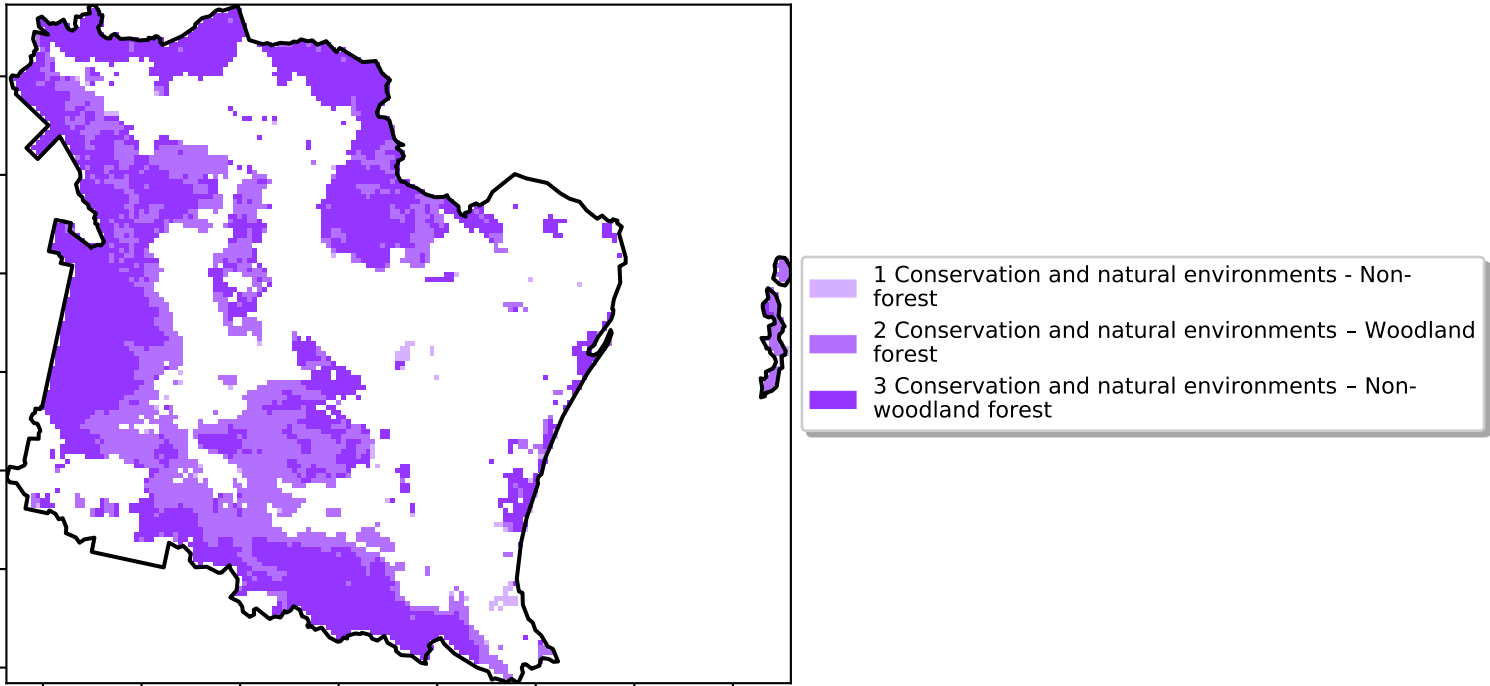 1 Conservation and natural environments - Non-
forest
2 Conservation and natural environments – Woodland
forest
3 Conservation and natural environments – Non-
woodland forest